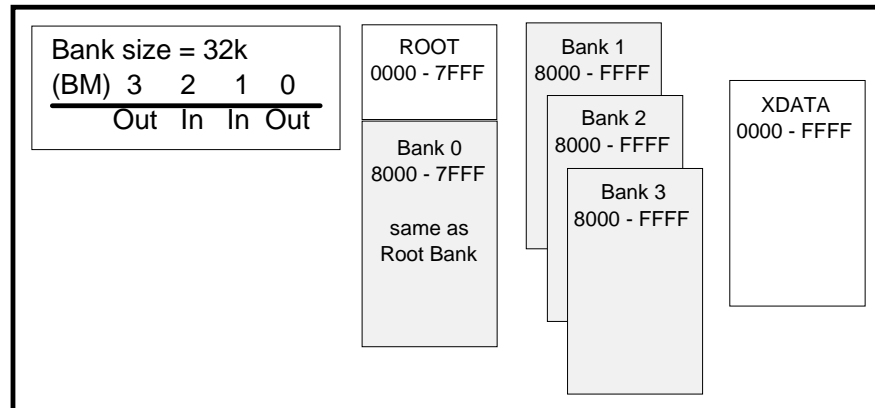 Bank size = 32k
(BM) 3 2 1 0
Out In In Out
ROOT
0000 - 7FFF
Bank 0
8000 - 7FFF
same as
Root Bank
Bank 1
8000 - FFFF
Bank 2
8000 - FFFF
Bank 3
8000 - FFFF
XDATA
0000 - FFFF